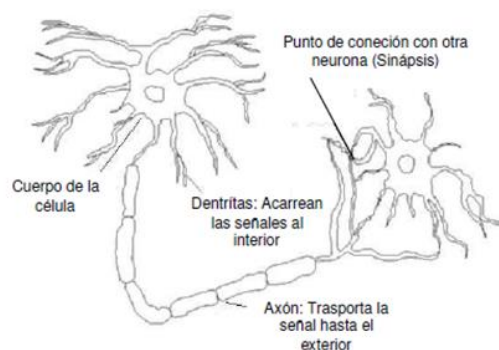 Punto de coneción con otra
neurona (Sinápsis)
Cuerpo de la
célula
Dentrítas: Acarrean
las señales al
interior
Axón: Trasporta la
señal hasta el
exterior